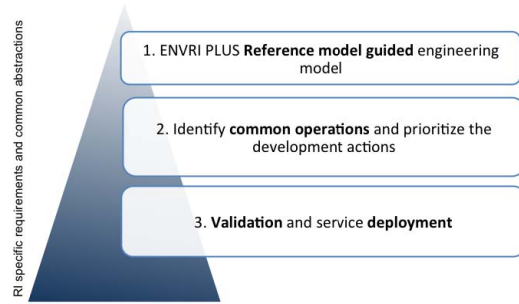 RI specific requirements and common abstractions
1. ENVRI PLUS Reference model guided engineering
model
2. Identify common operations and prioritize the
development actions
3. Validation and service deployment